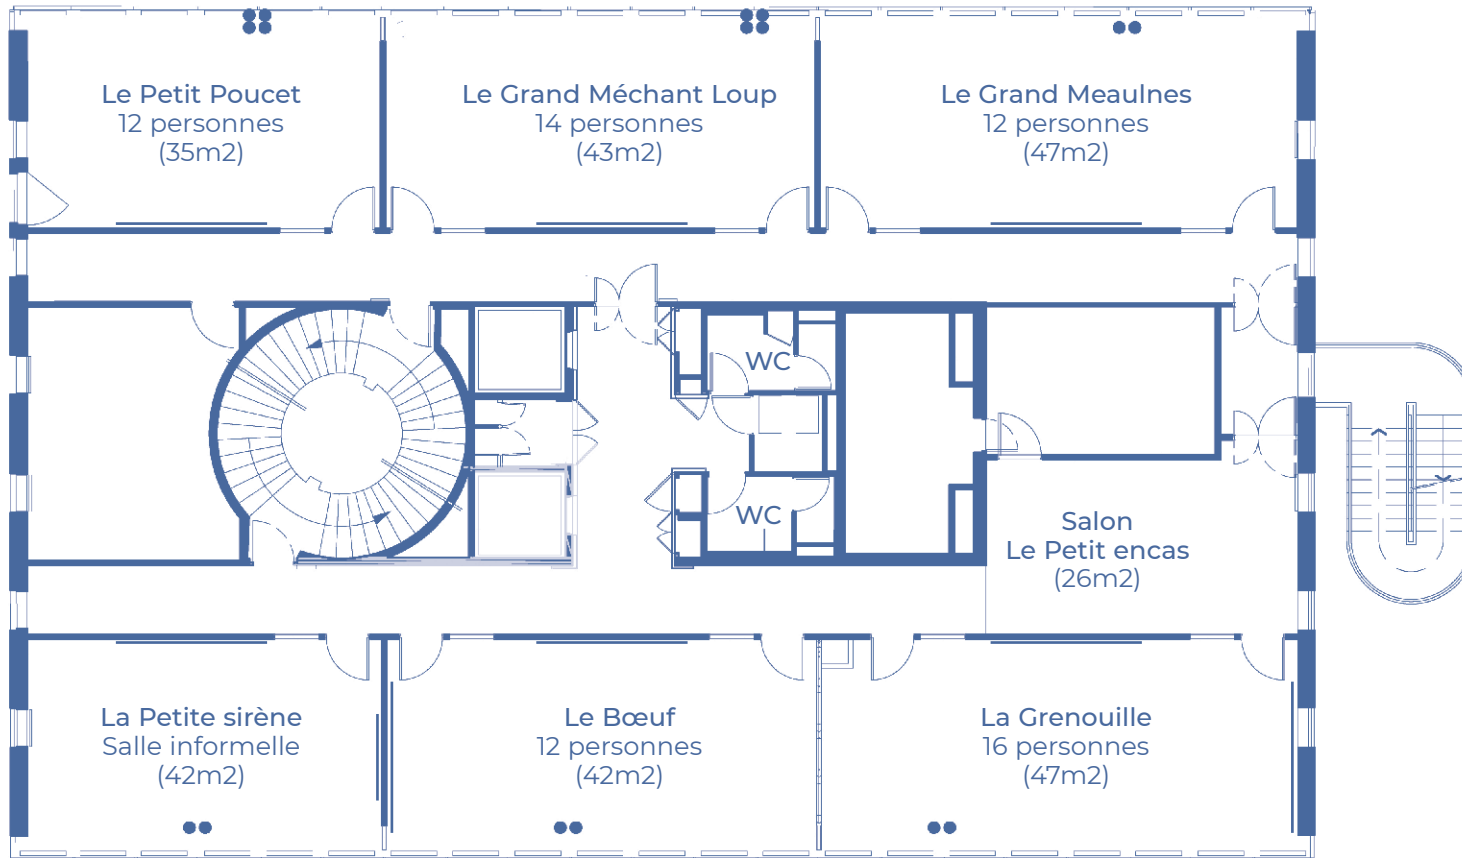 Le Petit Poucet
12 personnes
(35m2)
Le Grand Méchant Loup
14 personnes
(43m2)
Le Grand Meaulnes
12 personnes
(47m2)
WC
WC
Salon
Le Petit encas
(26m2)
La Petite sirène
Salle informelle
(42m2)
Le Bœuf
12 personnes
(42m2)
La Grenouille
16 personnes
(47m2)